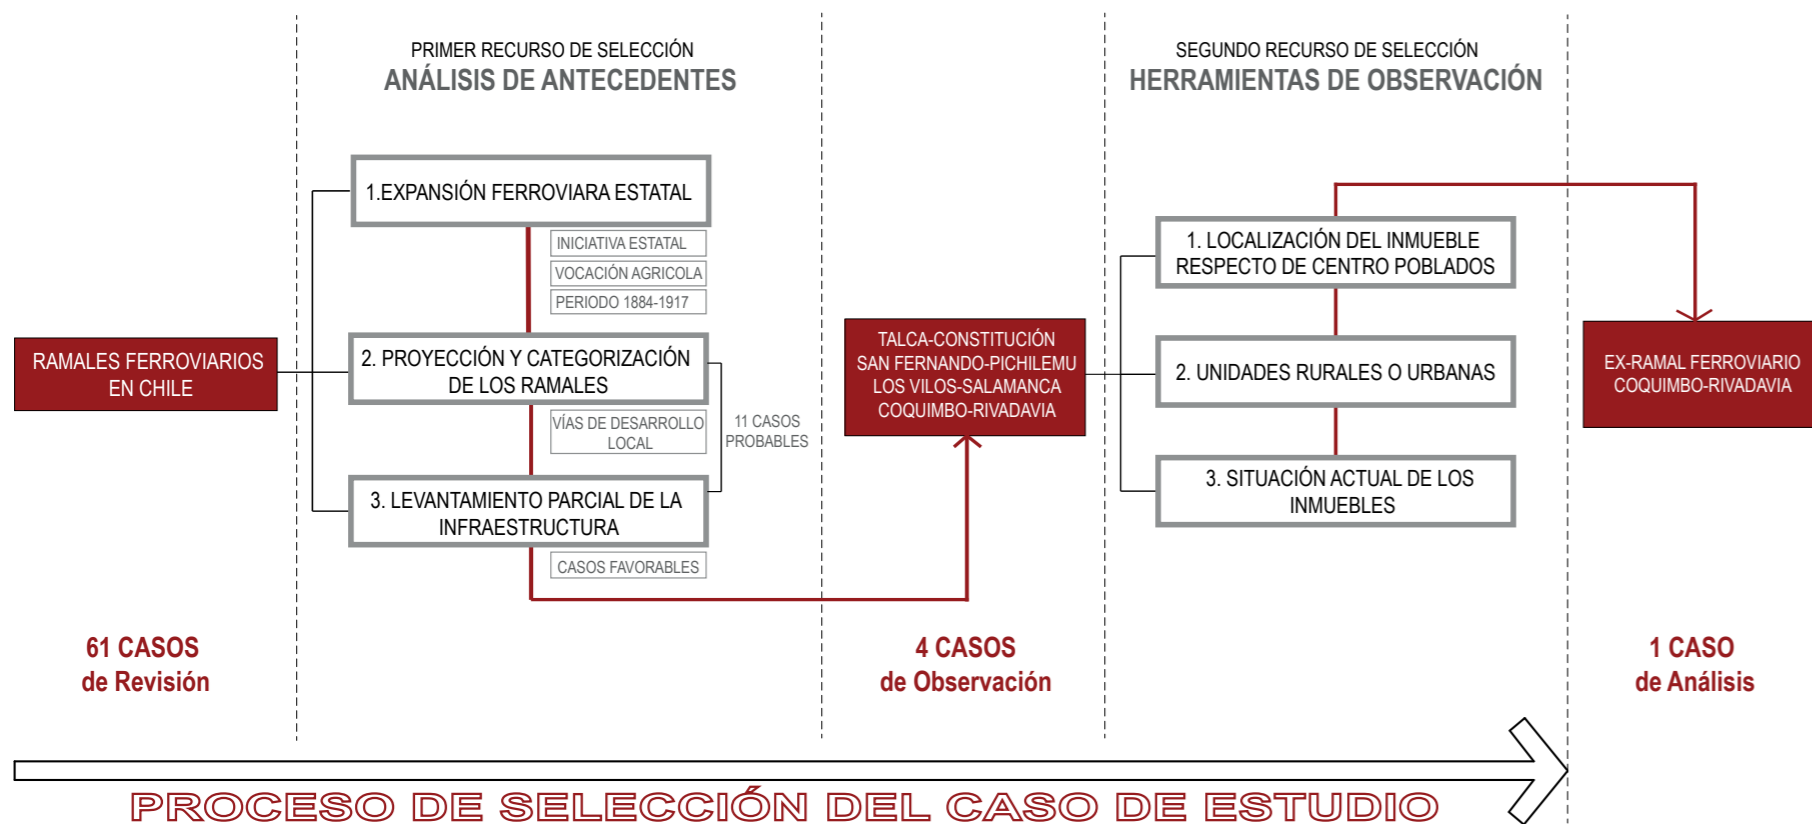 PRIMER RECURSO DE SELECCIÓN
ANÁLISIS DE ANTECEDENTES
SEGUNDO RECURSO DE SELECCIÓN
HERRAMIENTAS DE OBSERVACIÓN
RAMALES FERROVIARIOS
EN CHILE
1.EXPANSIÓN FERROVIARA ESTATAL
INICIATIVA ESTATAL
VOCACIÓN AGRICOLA
PERIODO 1884-1917
2. PROYECCIÓN Y CATEGORIZACIÓN
DE LOS RAMALES
VÍAS DE DESARROLLO
LOCAL
11 CASOS
PROBABLES
3. LEVANTAMIENTO PARCIAL DE LA
INFRAESTRUCTURA
CASOS FAVORABLES
TALCA-CONSTITUCIÓN
SAN FERNANDO-PICHILEMU
LOS VILOS-SALAMANCA
COQUIMBO-RIVADAVIA
1. LOCALIZACIÓN DEL INMUEBLE
RESPECTO DE CENTRO POBLADOS
2. UNIDADES RURALES O URBANAS
3. SITUACIÓN ACTUAL DE LOS
INMUEBLES
EX-RAMAL FERROVIARIO
COQUIMBO-RIVADAVIA
61 CASOS
de Revisión
4 CASOS
de Observación
1 CASO
de Análisis
PROCESO DE SELECCIÓN DEL CASO DE ESTUDIO